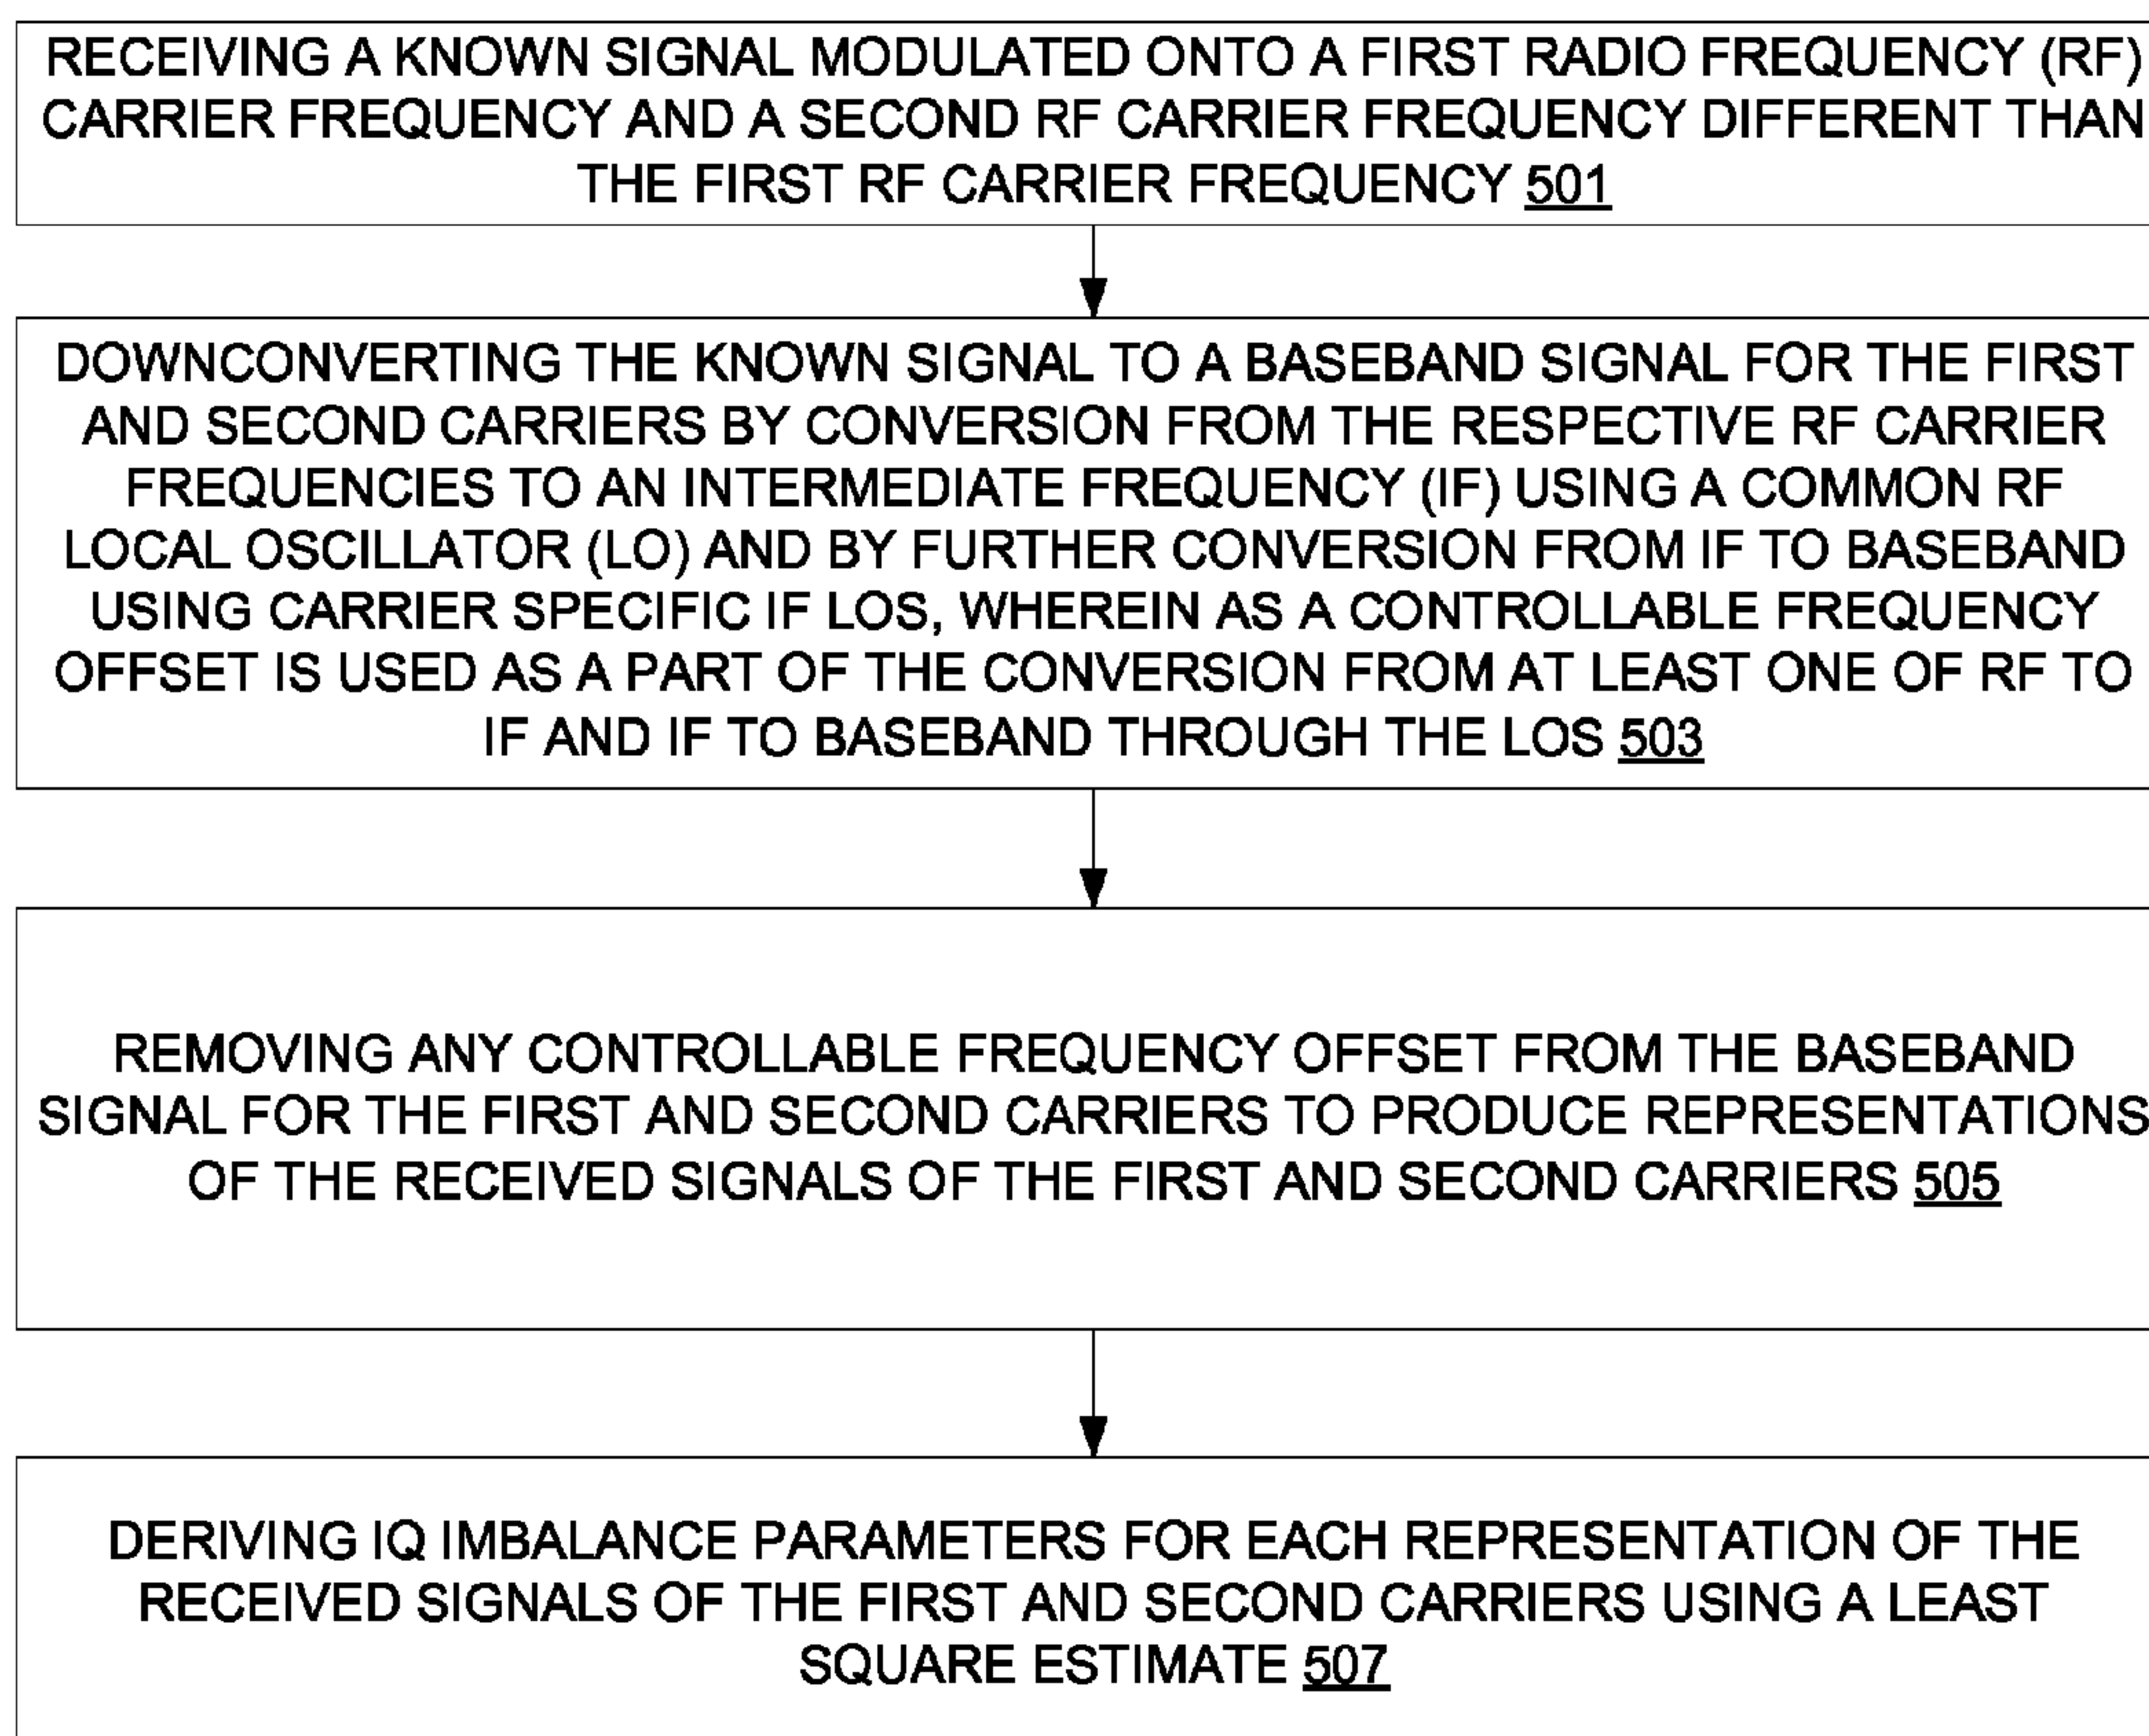 RECEIVING A KNOWN SIGNAL MODULATED ONTO A FIRST RADIO FREQUENCY (RF)
CARRIER FREQUENCY AND A SECOND RF CARRIER FREQUENCY DIFFERENT THAN
THE FIRST RF CARRIER FREQUENCY 501
DOWNCONVERTING THE KNOWN SIGNAL TO A BASEBAND SIGNAL FOR THE FIRST
AND SECOND CARRIERS BY CONVERSION FROM THE RESPECTIVE RF CARRIER
FREQUENCIES TO AN INTERMEDIATE FREQUENCY (IF) USING A COMMON RF
LOCAL OSCILLATOR (LO) AND BY FURTHER CONVERSION FROM IF TO BASEBAND
USING CARRIER SPECIFIC IF LOS, WHEREIN AS A CONTROLLABLE FREQUENCY
OFFSET IS USED AS A PART OF THE CONVERSION FROM AT LEAST ONE OF RF TO
IF AND IF TO BASEBAND THROUGH THE LOS 503
REMOVING ANY CONTROLLABLE FREQUENCY OFFSET FROM THE BASEBAND
SIGNAL FOR THE FIRST AND SECOND CARRIERS TO PRODUCE REPRESENTATIONS
OF THE RECEIVED SIGNALS OF THE FIRST AND SECOND CARRIERS 505
DERIVING IQ IMBALANCE PARAMETERS FOR EACH REPRESENTATION OF THE
RECEIVED SIGNALS OF THE FIRST AND SECOND CARRIERS USING A LEAST
SQUARE ESTIMATE 507